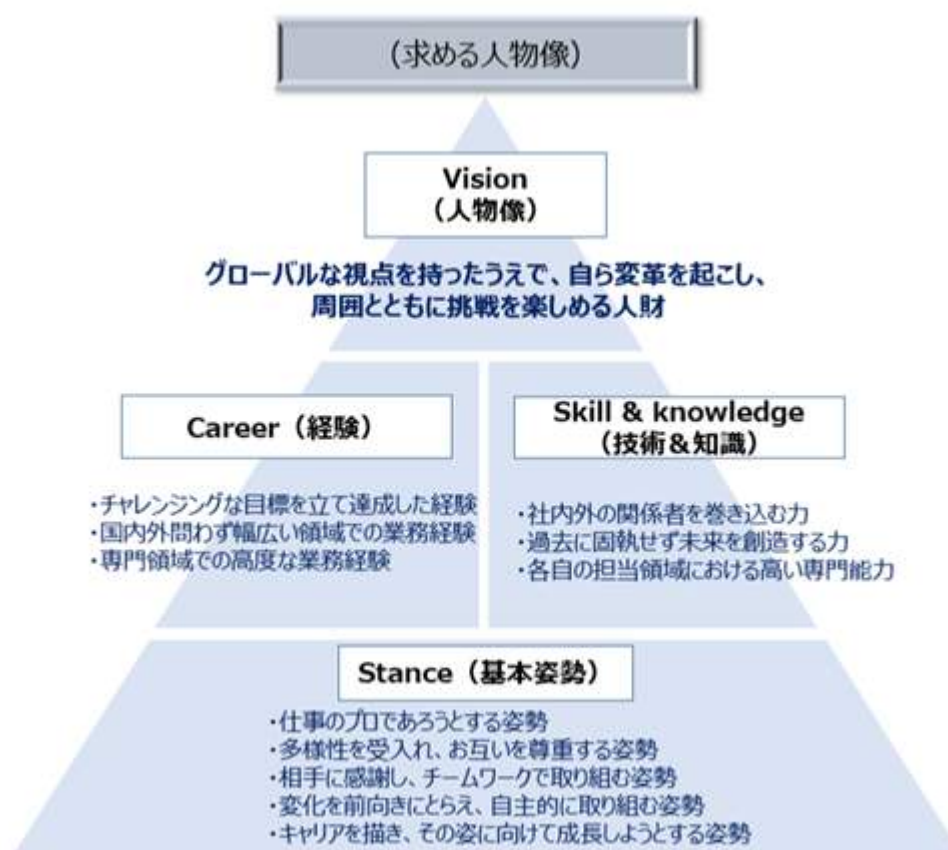 (求める人物像)
Vision
（人物像）
グローバルな視点を持ったうえで、自ら変革を起こし、
周囲とともに挑戦を楽しめる人財
Career（経験）
・チャレンジングな目標を立て達成した経験
・国内外問わず幅広い領域での業務経験
・専門領域での高度な業務経験
Skill & knowledge
（技術＆知識）
・社内外の関係者を巻き込む力
・過去に固執せず未来を創造する力
・各自の担当領域における高い専門能力
Stance（基本姿勢）
・仕事のプロであろうとする姿勢
・多様性を受入れ、お互いを尊重する姿勢
・相手に感謝し、チームワークで取り組む姿勢
・変化を前向きにとらえ、自主的に取り組む姿勢
・キャリアを描き、その姿に向けて成長しようとする姿勢